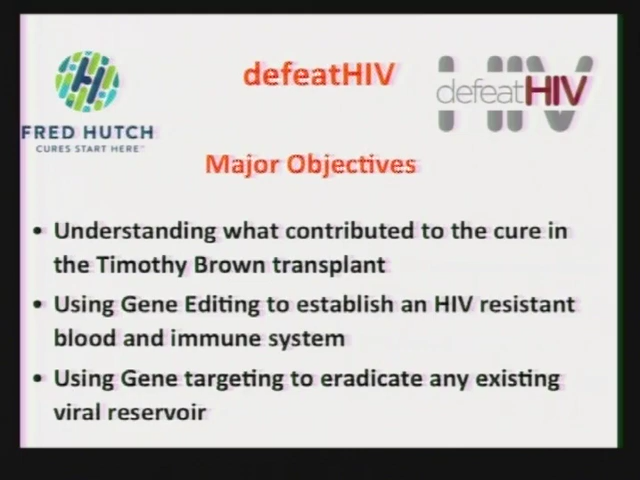 defeatHIV
defeatHIV
HIV
FRED HUTCH
CURES START HERE™
Major Objectives
• Understanding what contributed to the cure in
the Timothy Brown transplant
• Using Gene Editing to establish an HIV resistant
blood and immune system
• Using Gene targeting to eradicate any existing
viral reservoir